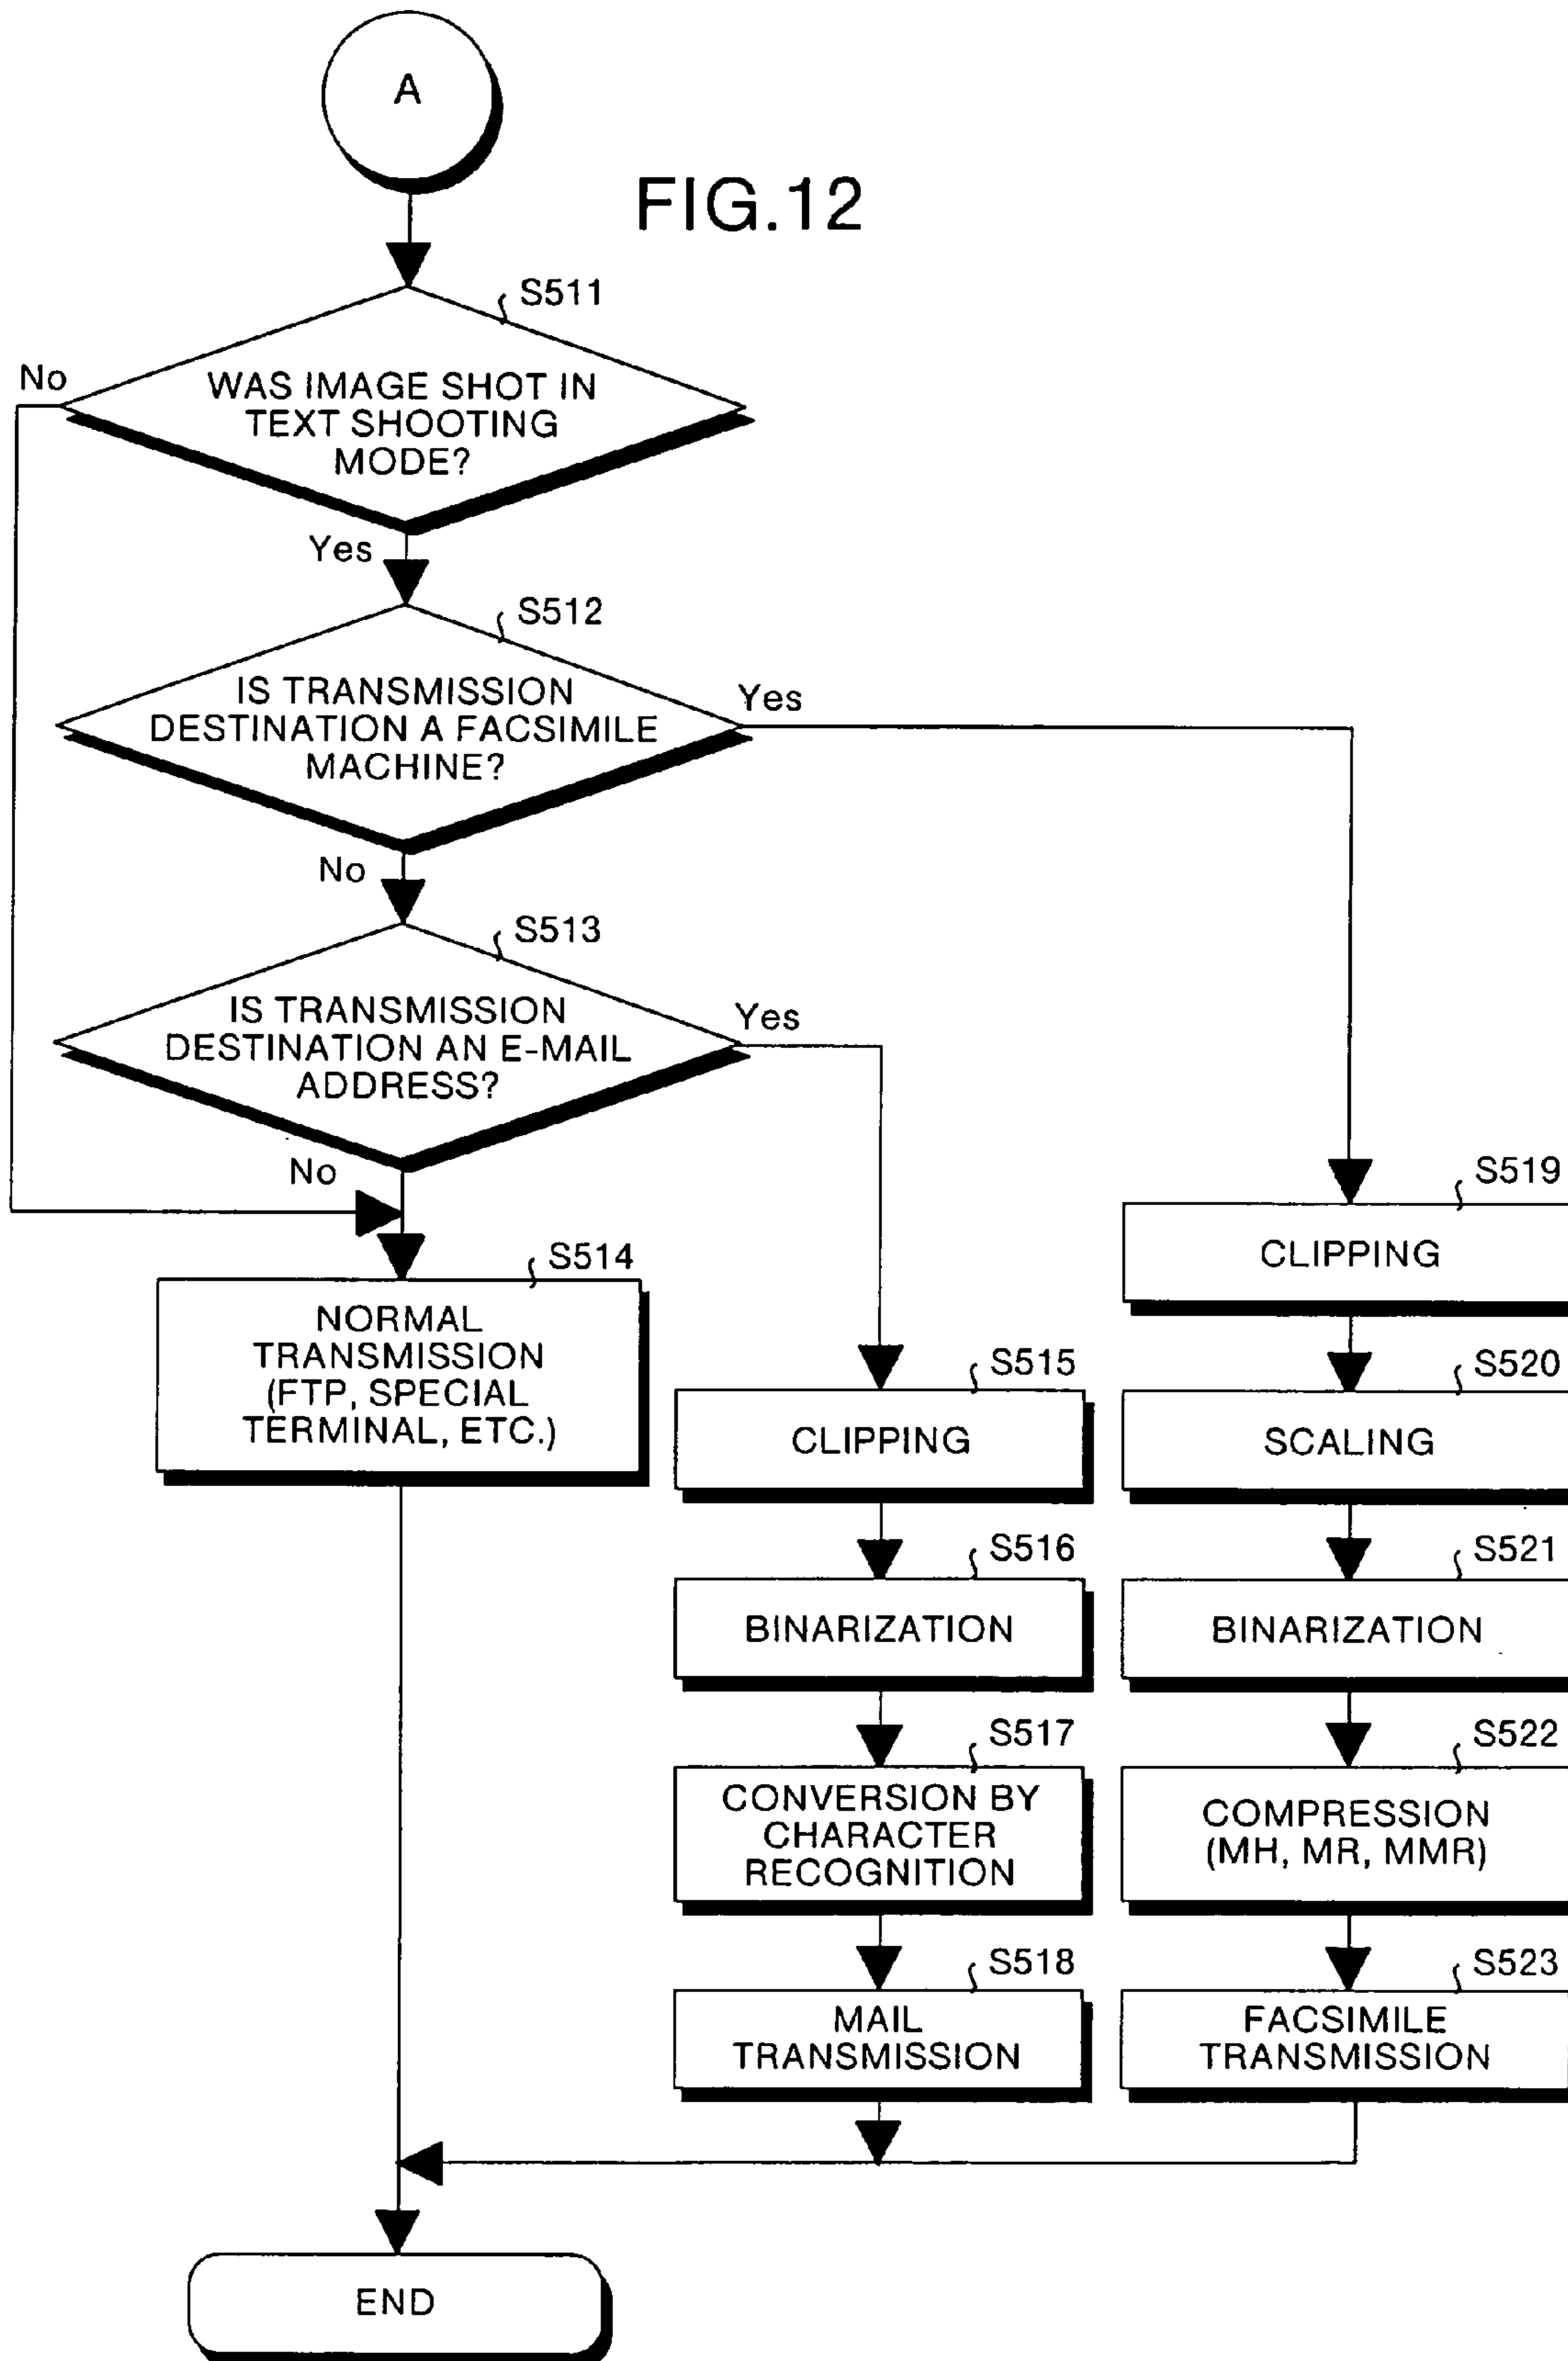 A
FIG.12
S511
No
WAS IMAGE SHOT IN
TEXT SHOOTING
MODE?
Yes
S512
IS TRANSMISSION
DESTINATION A FACSIMILE
MACHINE?
Yes
No
S513
IS TRANSMISSION
DESTINATION AN E-MAIL
ADDRESS?
Yes
No
S514
NORMAL
TRANSMISSION
(FTP, SPECIAL
TERMINAL, ETC.)
S515
CLIPPING
S516
BINARIZATION
S517
CONVERSION BY
CHARACTER
RECOGNITION
S518
MAIL
TRANSMISSION
S519
CLIPPING
S520
SCALING
S521
BINARIZATION
S522
COMPRESSION
(MH, MR, MMR)
S523
FACSIMILE
TRANSMISSION
END